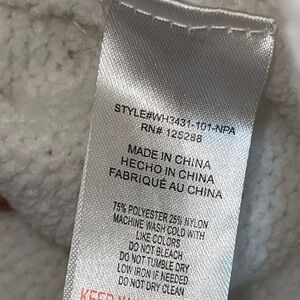 STYLE#WH3431-101-NPA
RN# 125288
MADE IN CHINA
HECHO IN CHINA
FABRIQUÉ AU CHINA
75% POLYESTER 25% NYLON
MACHINE WASH COLD WITH
LIKE COLORS
DO NOT BLEACH
DO NOT TUMBLE DRY
LOW IRON IF NEEDED
DO NOT DRY CLEAN
KEEP